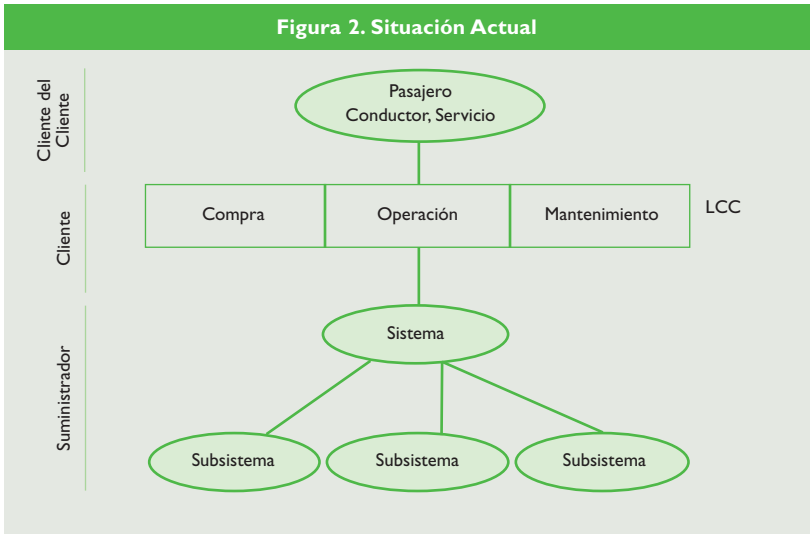 Figura 2. Situación Actual
Cliente del
Cliente
Pasajero
Conductor, Servicio
Cliente
Compra
Operación
Mantenimiento
LCC
Suministrador
Sistema
Subsistema
Subsistema
Subsistema